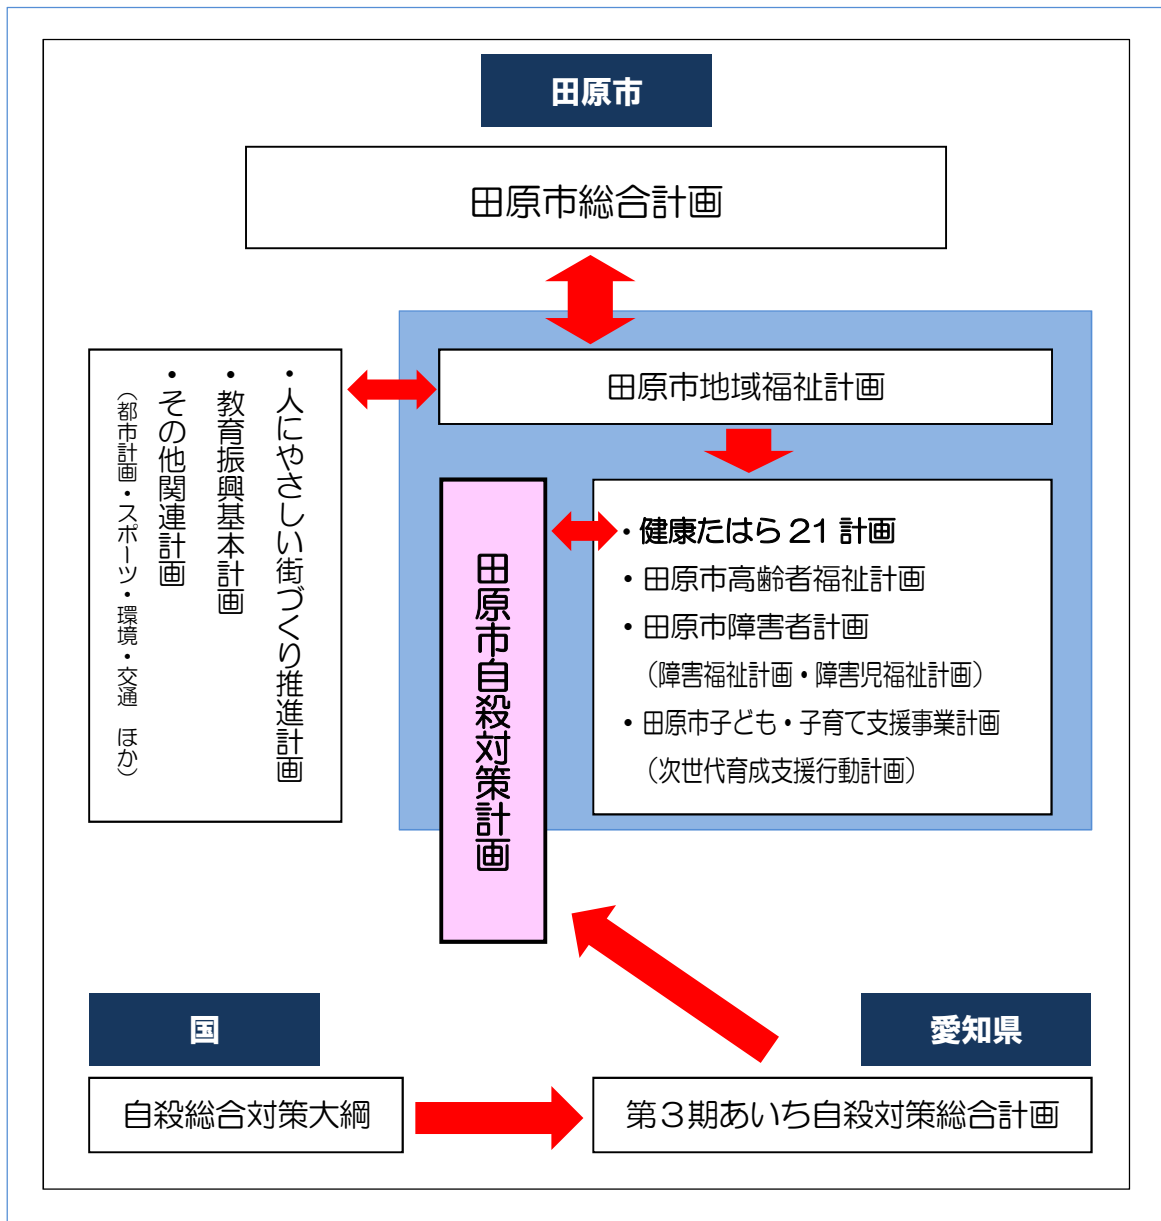 田原市
田原市総合計画
田原市地域福祉計画
・人にやさしい街づくり推進計画
・教育振興基本計画
・その他関連計画
（都市計画・スポーツ・環境・交通　ほか）
田原市自殺対策計画
・健康たはら 21 計画
・田原市高齢者福祉計画
・田原市障害者計画
（障害福祉計画・障害児福祉計画）
・田原市子ども・子育て支援事業計画
（次世代育成支援行動計画）
国
自殺総合対策大綱
愛知県
第３期あいち自殺対策総合計画